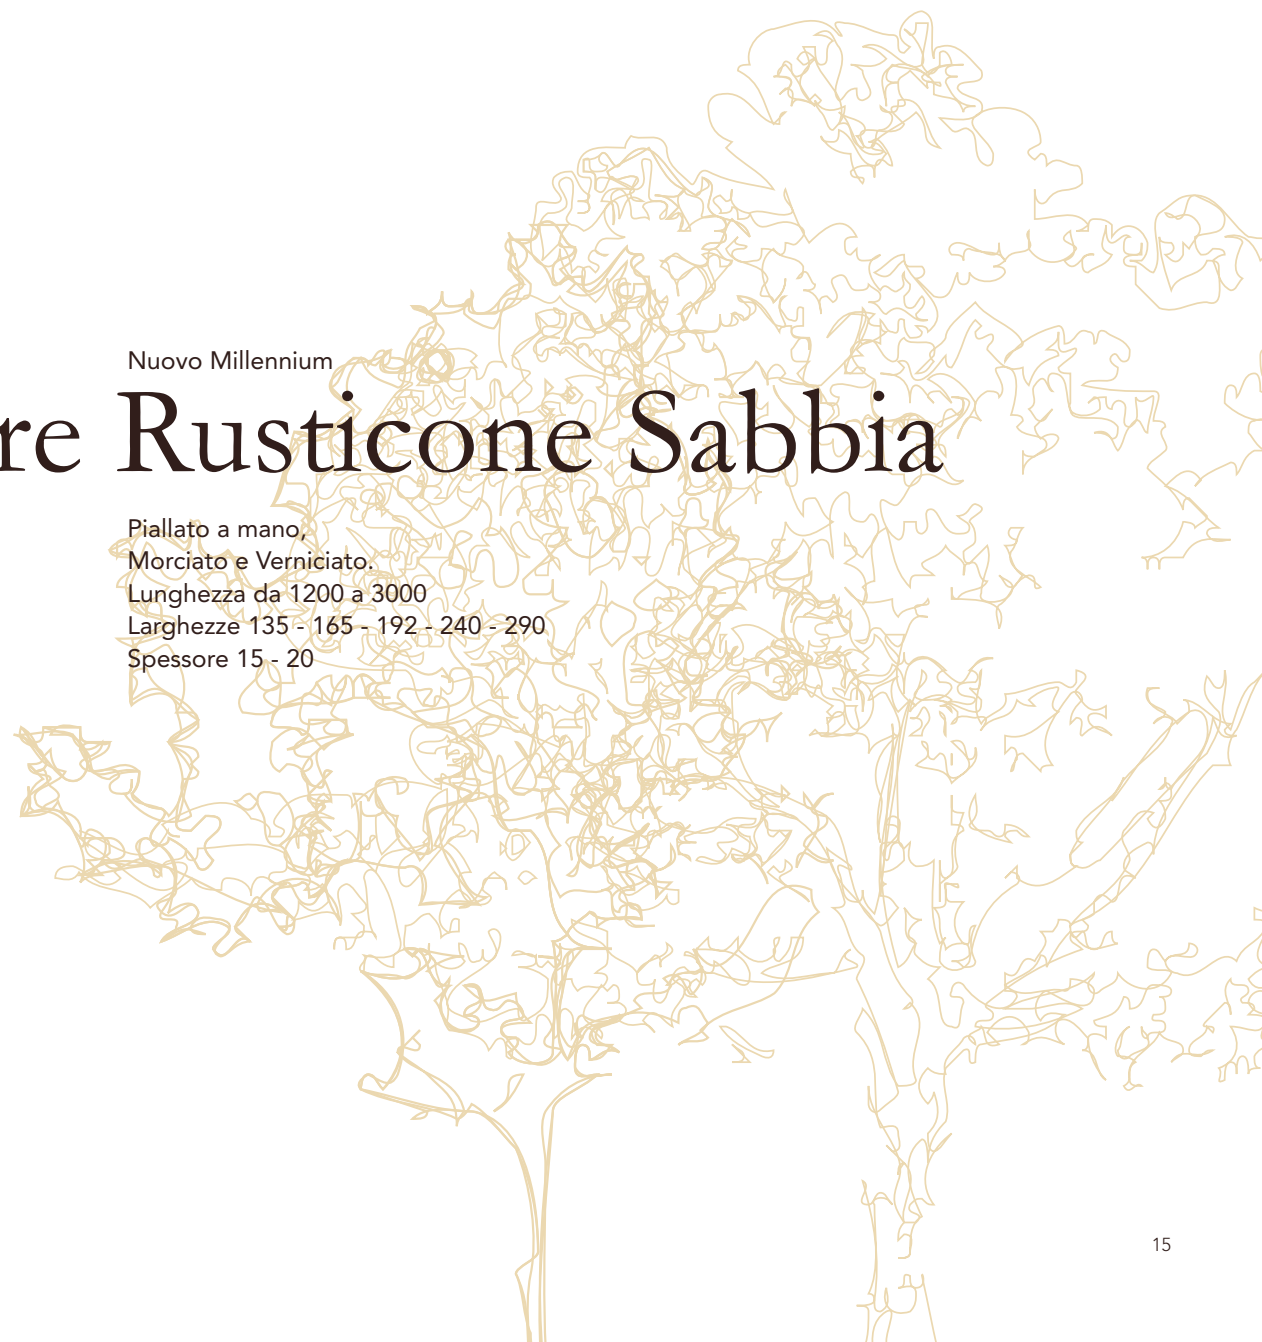 Nuovo Millennium
re Rusticone Sabbia
Piallato a mano,
Morciato e Verniciato.
Lunghezza da 1200 a 3000
Larghezze 135 - 165 - 192 - 240 - 290
Spessore 15 - 20
15